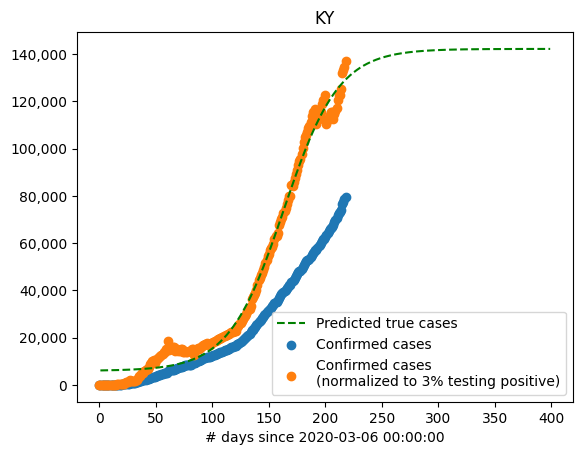 KY
140,000
120,000
100,000
80,000
60,000
40,000
20,000
0
Predicted true cases
Confirmed cases
Confirmed cases
(normalized to 3% testing positive)
0 50 100 150 200 250 300 350 400
# days since 2020-03-06 00:00:00